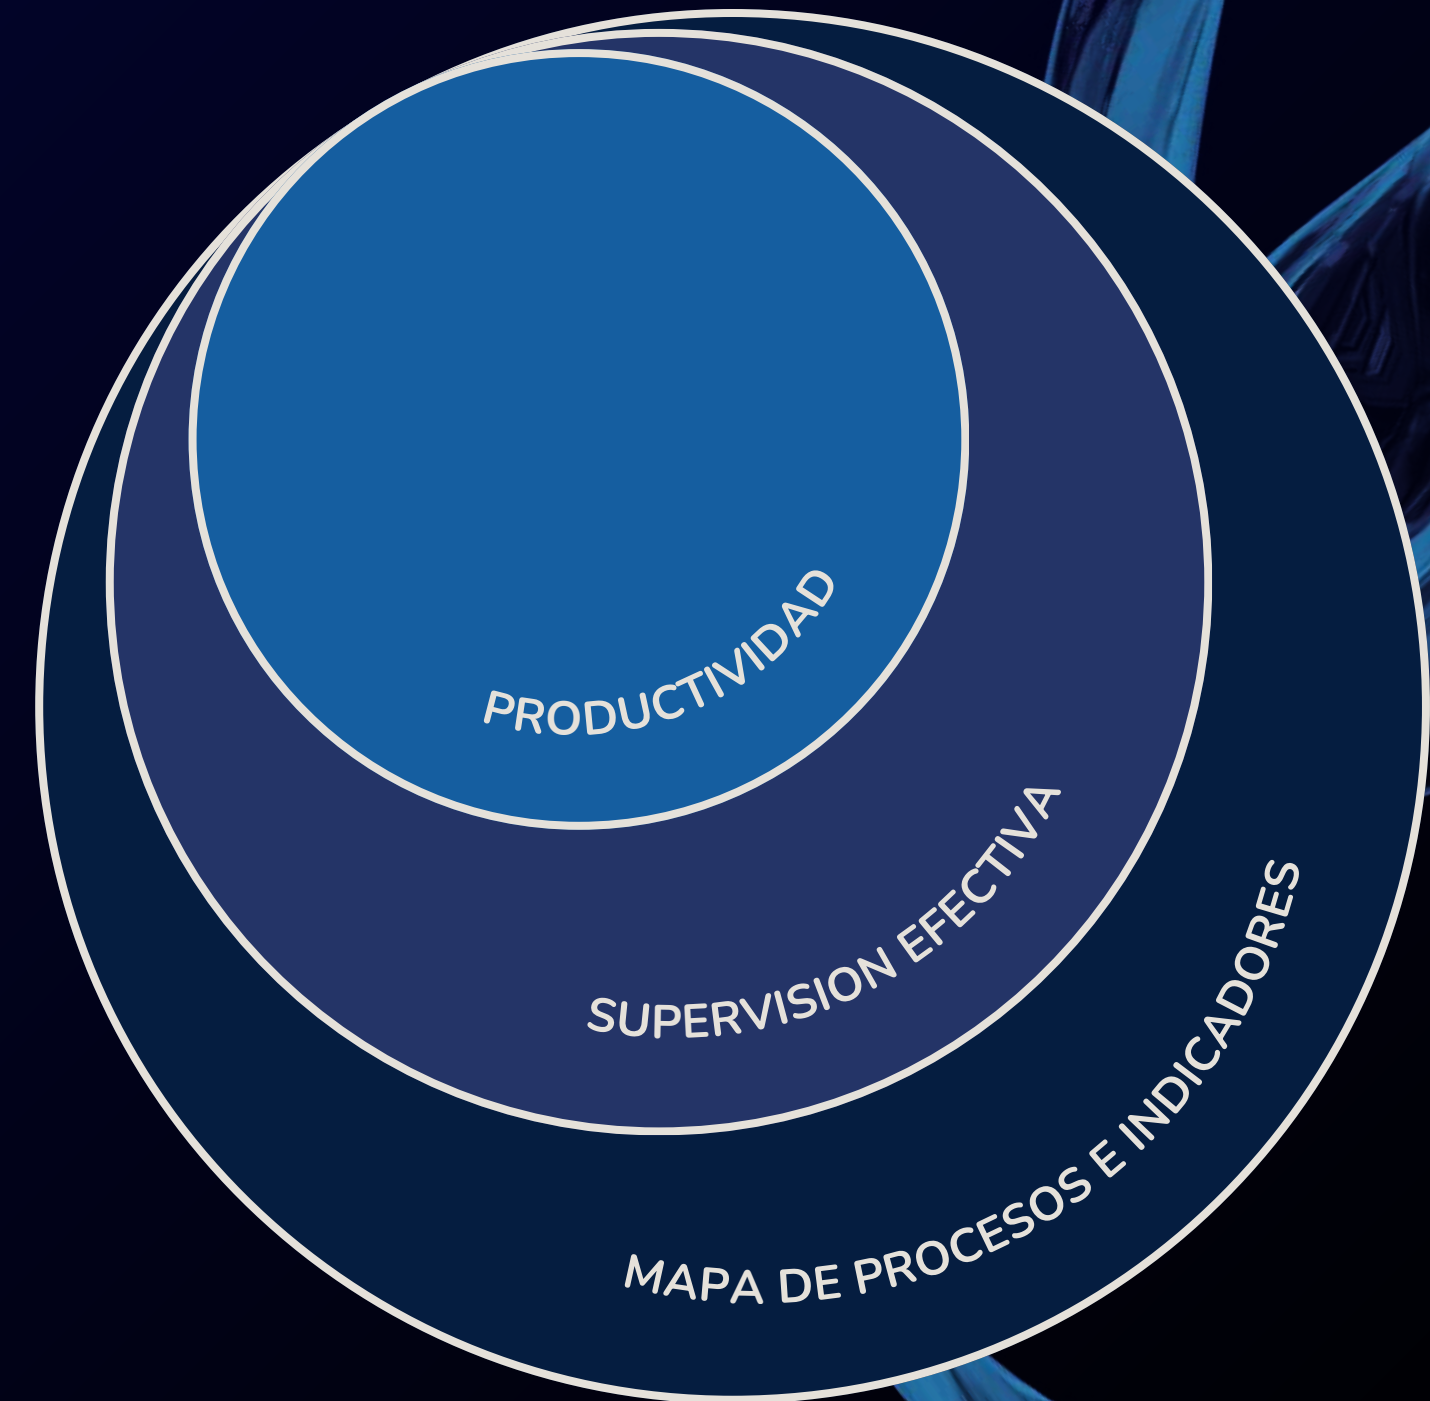 PRODUCTIVIDAD
SUPERVISION EFECTIVA
MAPA DE PROCESOS E INDICADORES